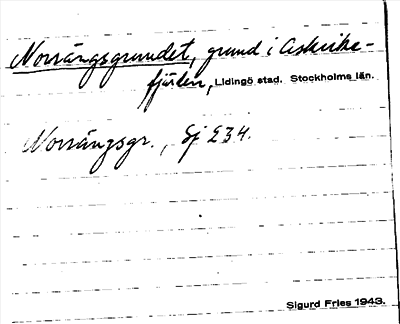 Norrängsgrundet, grund i Askrike-
fjärden, Lidingö stad. Stockholms län.
Norrängsgr., Sj 234.
Sigurd Fries 1943.